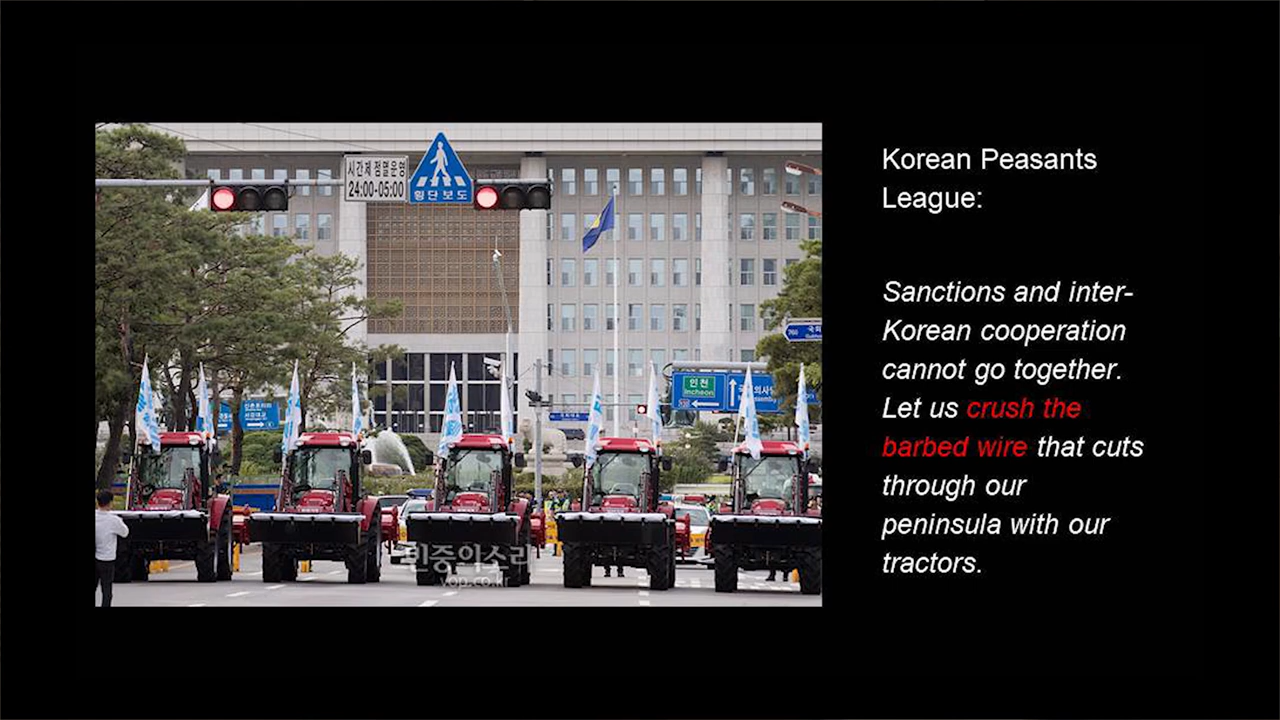 시간제 점멸운영
24:00-05:00
횡단보도
인천
Incheon
민중의소리
vop.co.kr
Korean Peasants
League:
Sanctions and inter-
Korean cooperation
cannot go together.
Let us crush the
barbed wire that cuts
through our
peninsula with our
tractors.